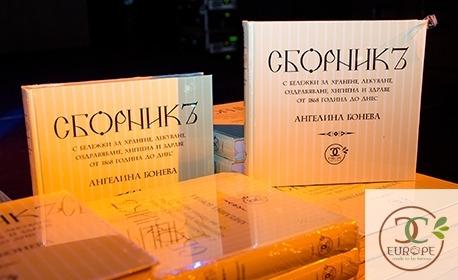 СБОРНИКЪ
С БЕЛЕЖКИ ЗА ХРАНЕНЕ, ЛЕКУВАНЕ,
ОЗДРАВЯВАНЕ, ХИГИЕНА И ЗДРАВЕ
ОТ 1868 ГОДИНА ДО ДНЕС
АНГЕЛИНА БОНЕВА
СБОРНИКЪ
С БЕЛЕЖКИ ЗА ХРАНЕНЕ, ЛЕКУВАНЕ,
ОЗДРАВЯВАНЕ, ХИГИЕНА И ЗДРАВЕ
ОТ 1868 ГОДИНА ДО ДНЕС
АНГЕЛИНА БОНЕВА
EUROPE